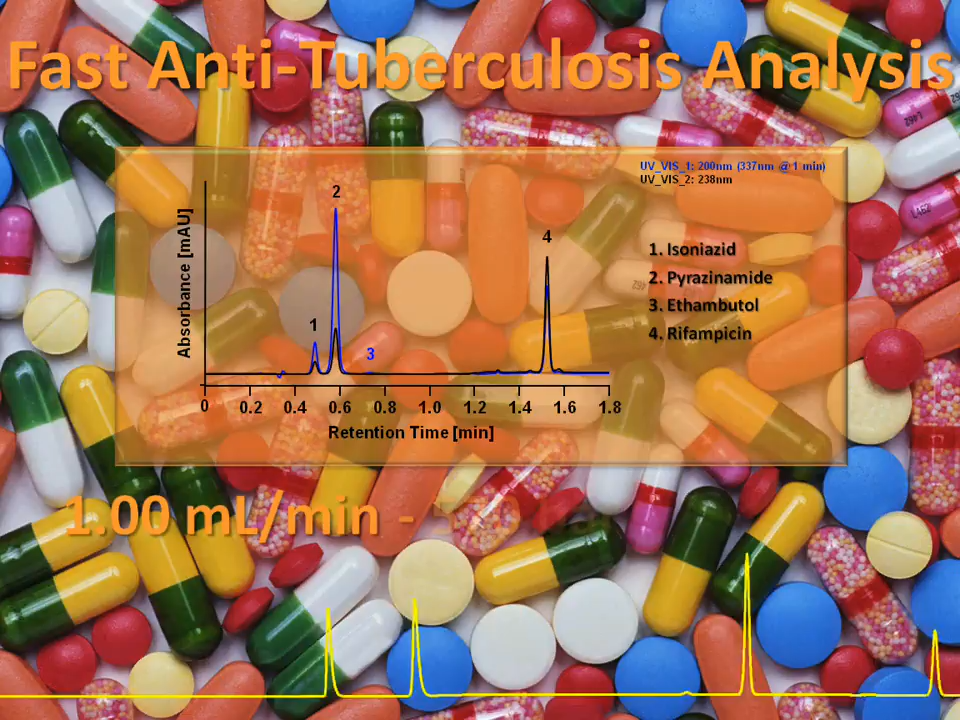 Fast Anti-Tuberculosis Analysis
UV_VIS_1: 200nm (337nm @ 1 min)
UV_VIS_2: 238nm
Absorbance [mAU]
1
2
3
4
1. Isoniazid
2. Pyrazinamide
3. Ethambutol
4. Rifampicin
0 0.2 0.4 0.6 0.8 1.0 1.2 1.4 1.6 1.8
Retention Time [min]
1.00 mL/min -
L462
L462